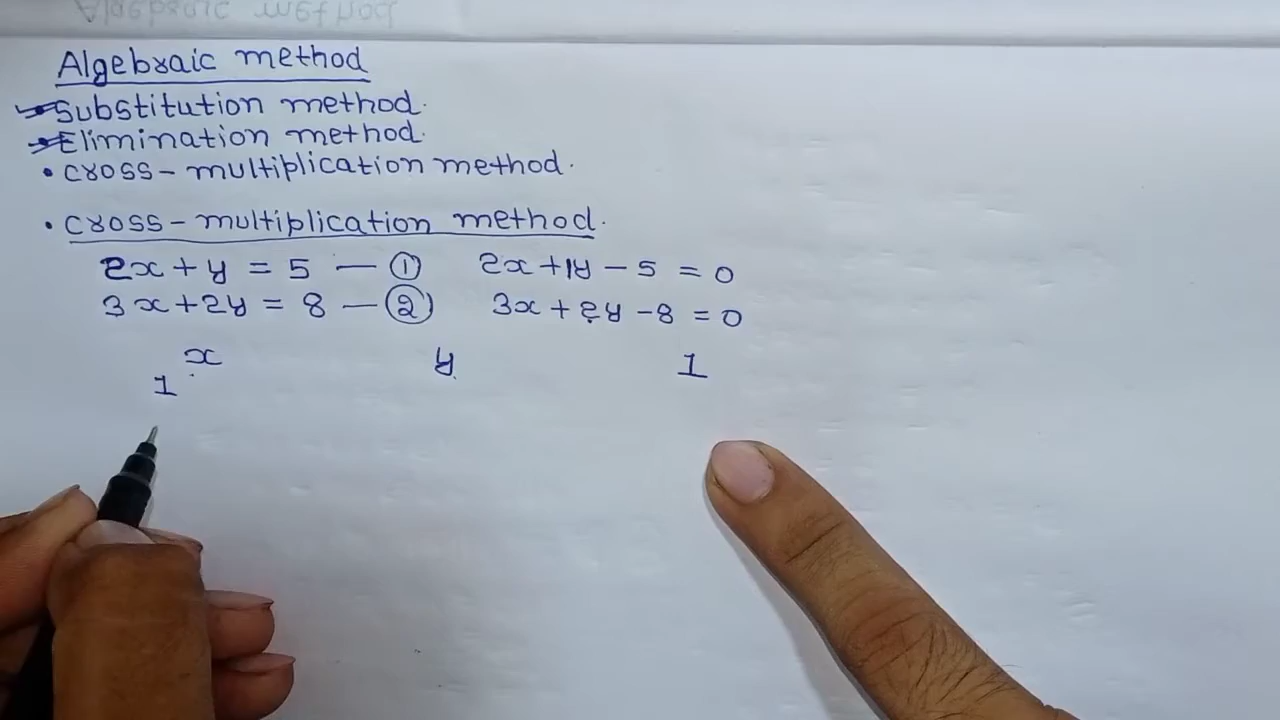 Algebraic method
Substitution method.
Elimination method.
• cross - multiplication method.
• cross - multiplication method.
2x + y = 5 — ① 2x + 1y - 5 = 0
3x + 2y = 8 — ② 3x + 2y - 8 = 0
x y 1
1